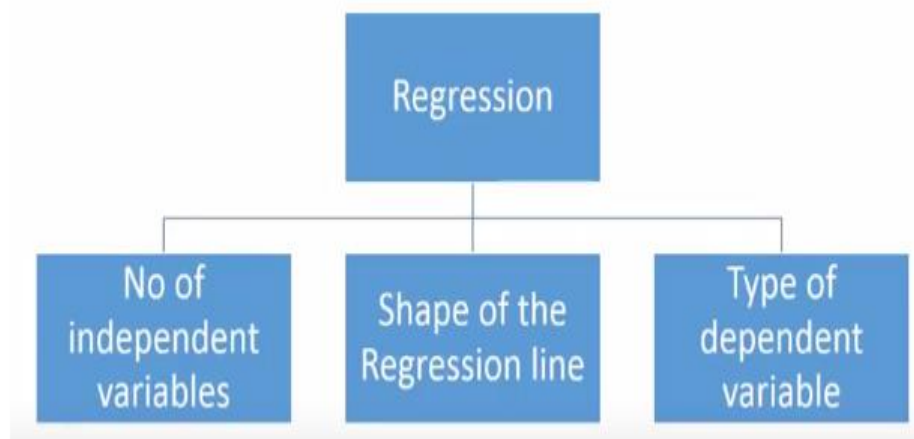 Regression
No of
independent
variables
Shape of the
Regression line
Type of
dependent
variable